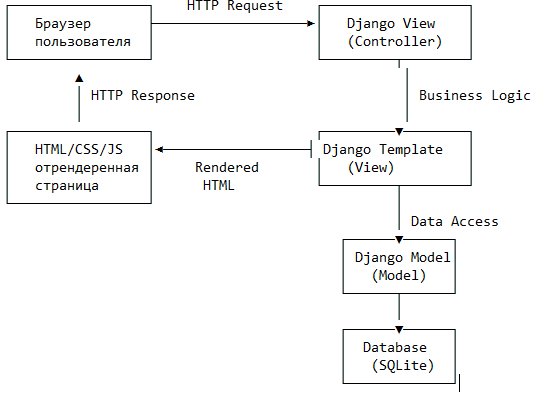 HTTP Request
Браузер
пользователя
Django View
(Controller)
HTTP Response
Business Logic
HTML/CSS/JS
отрендеренная
страница
Rendered
HTML
Django Template
(View)
Data Access
Django Model
(Model)
Database
(SQLite)